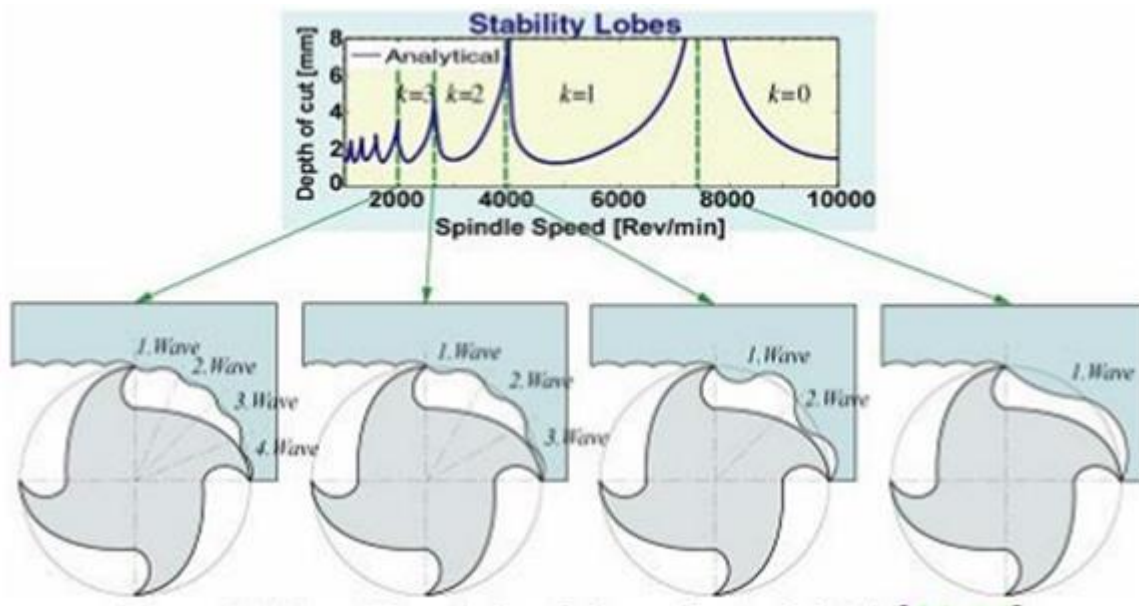 Stability Lobes
Depth of cut [mm]
8
6
4
2
0
Analytical
k=3
k=2
k=1
k=0
2000
4000
6000
8000
10000
Spindle Speed [Rev/min]
1.Wave
2.Wave
3.Wave
4.Wave
1.Wave
2.Wave
3.Wave
1.Wave
2.Wave
1.Wave